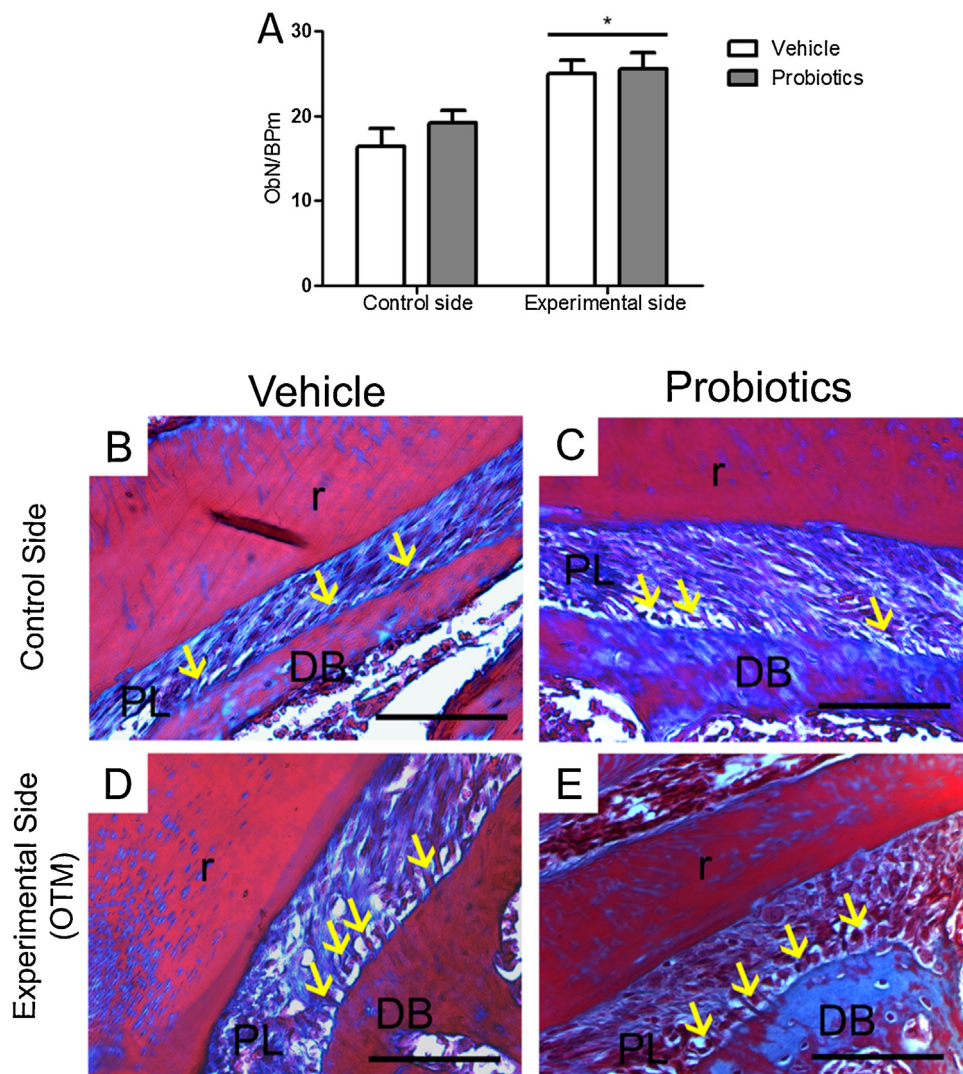 A
30
20
10
0
ObN/BPm
*
Vehicle
Probiotics
Control side
Experimental side
Vehicle
Probiotics
Control Side
B
r
PL
DB
C
r
PL
DB
Experimental Side
(OTM)
D
r
PL
DB
E
r
PL
DB